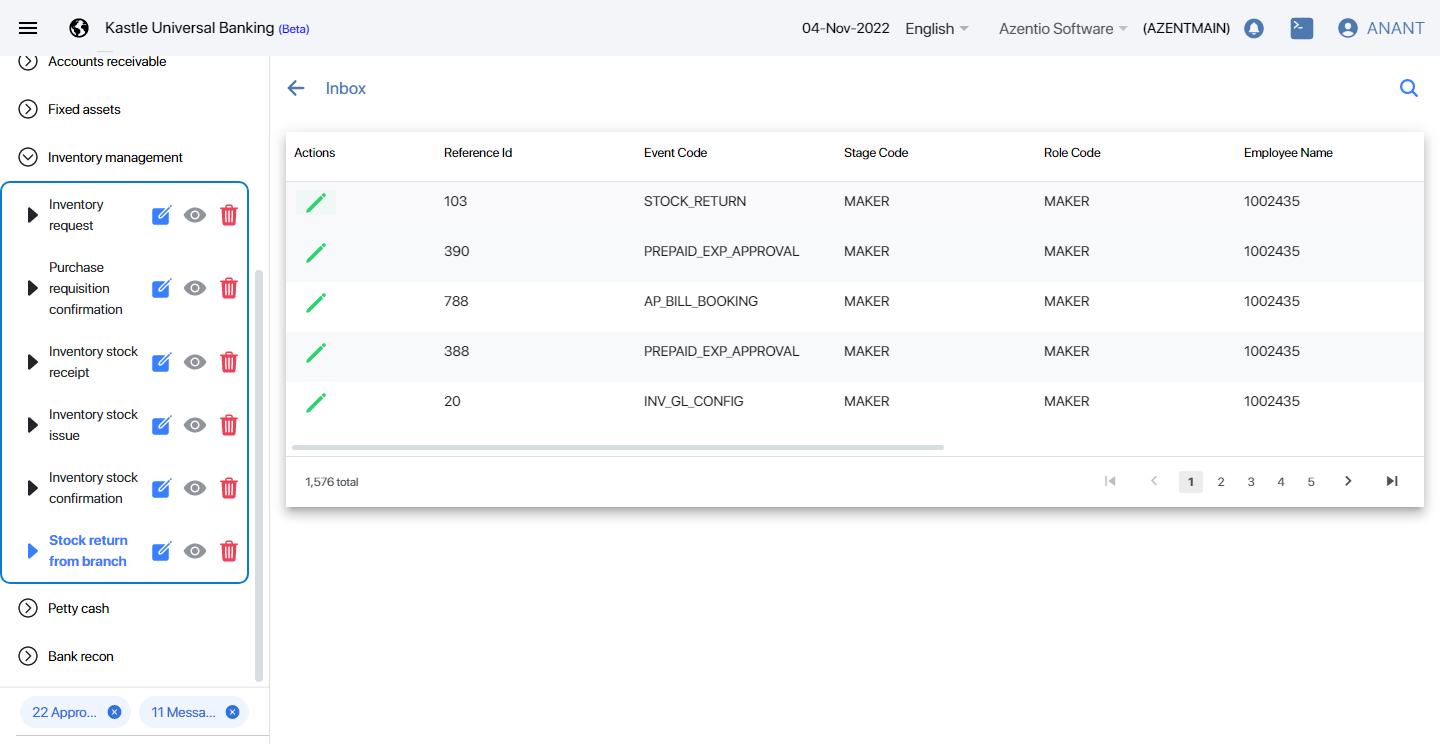 Kastle Universal Banking (Beta)
04-Nov-2022
English
Azentio Software
(AZENTMAIN)
ANANT
Accounts receivable
Fixed assets
Inventory management
Inventory
request
Purchase
requisition
confirmation
Inventory stock
receipt
Inventory stock
issue
Inventory stock
confirmation
Stock return
from branch
Petty cash
Bank recon
22 Appro...
11 Messa...
Inbox
Actions Reference Id Event Code Stage Code Role Code Employee Name
103 STOCK_RETURN MAKER MAKER 1002435
390 PREPAID_EXP_APPROVAL MAKER MAKER 1002435
788 AP_BILL_BOOKING MAKER MAKER 1002435
388 PREPAID_EXP_APPROVAL MAKER MAKER 1002435
20 INV_GL_CONFIG MAKER MAKER 1002435
1,576 total
1 2 3 4 5